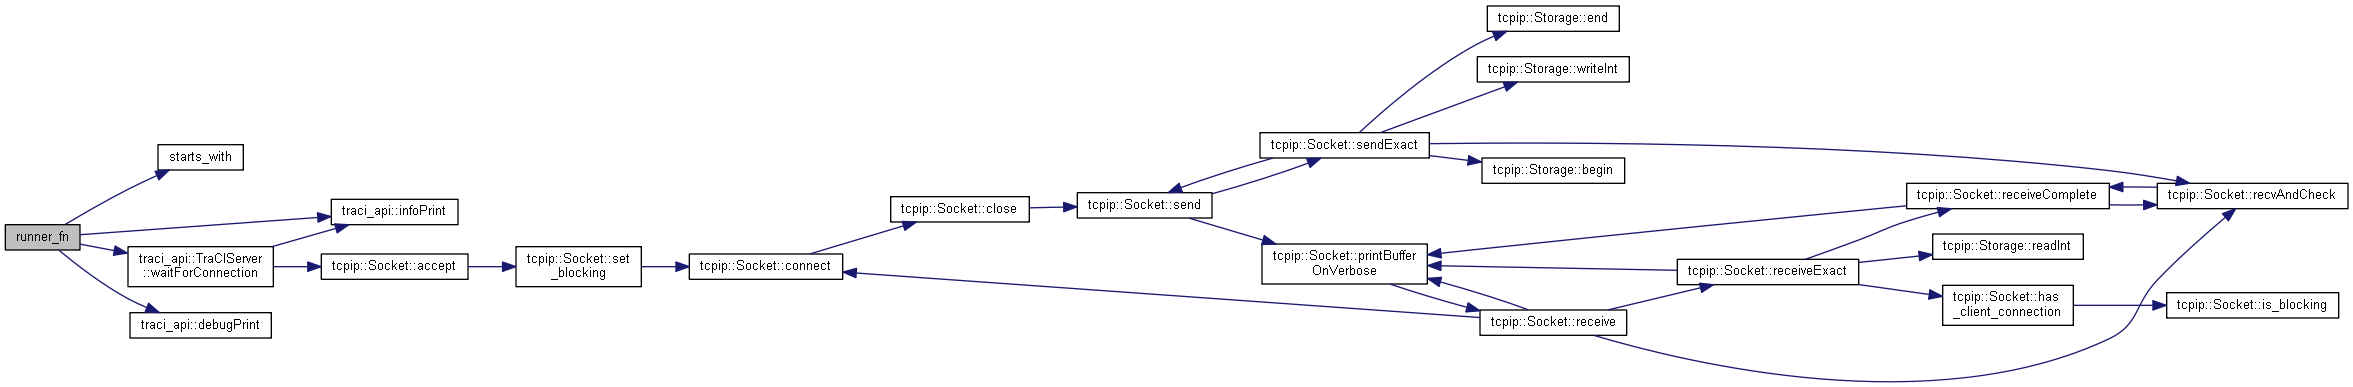 runner_fn
starts_with
traci_api::infoPrint
traci_api::TraCIServer
::waitForConnection
traci_api::debugPrint
tcpip::Socket::accept
tcpip::Socket::set
_blocking
tcpip::Socket::connect
tcpip::Socket::close
tcpip::Socket::send
tcpip::Socket::sendExact
tcpip::Socket::printBuffer
OnVerbose
tcpip::Storage::end
tcpip::Storage::writeInt
tcpip::Storage::begin
tcpip::Socket::receive
tcpip::Socket::receiveExact
tcpip::Socket::receiveComplete
tcpip::Storage::readInt
tcpip::Socket::has
_client_connection
tcpip::Socket::recvAndCheck
tcpip::Socket::is_blocking